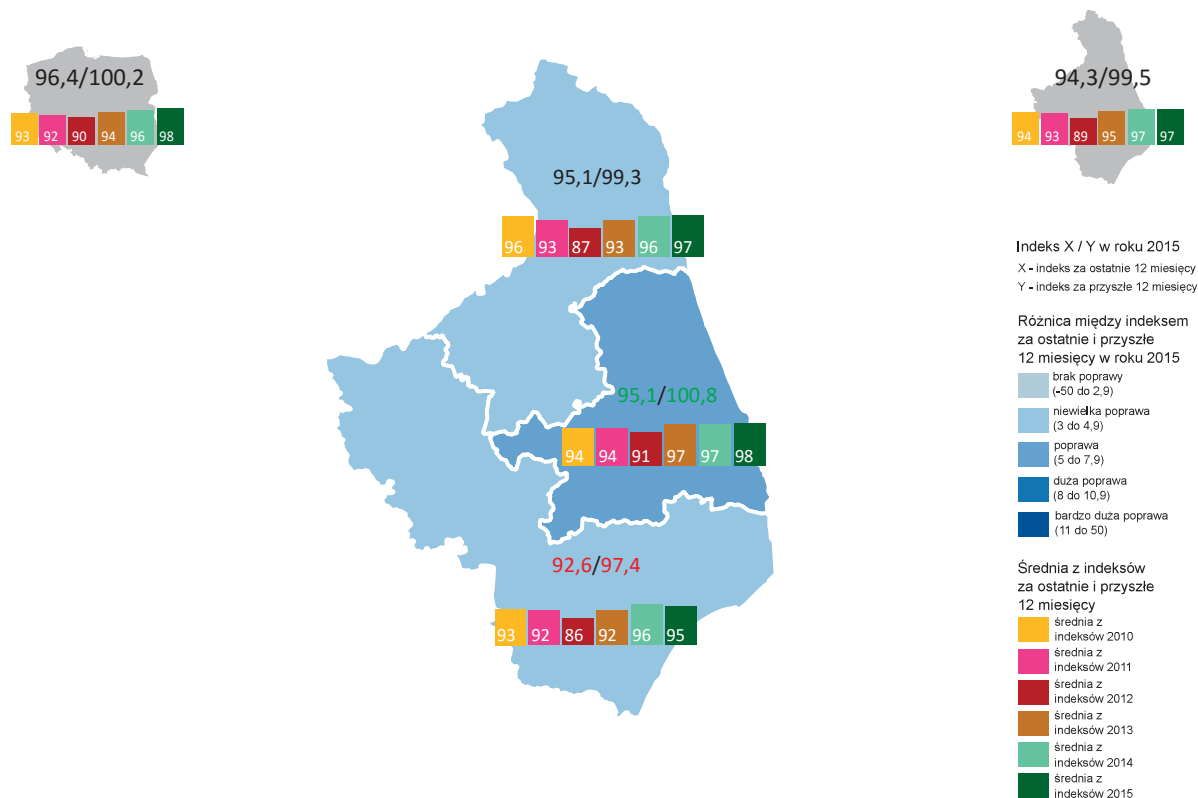 96,4/100,2
93 92 90 94 96 98
94,3/99,5
94 93 89 95 97 97
95,1/99,3
96 93 87 93 96 97
95,1/100,8
94 94 91 97 97 98
92,6/97,4
93 92 86 92 96 95
Indeks X / Y w roku 2015
X - indeks za ostatnie 12 miesięcy
Y - indeks za przyszłe 12 miesięcy
Różnica między indeksem
za ostatnie i przyszłe
12 miesięcy w roku 2015
brak poprawy
(-50 do 2,9)
niewielka poprawa
(3 do 4,9)
poprawa
(5 do 7,9)
duża poprawa
(8 do 10,9)
bardzo duża poprawa
(11 do 50)
Średnia z indeksów
za ostatnie i przyszłe
12 miesięcy
średnia z
indeksów 2010
średnia z
indeksów 2011
średnia z
indeksów 2012
średnia z
indeksów 2013
średnia z
indeksów 2014
średnia z
indeksów 2015